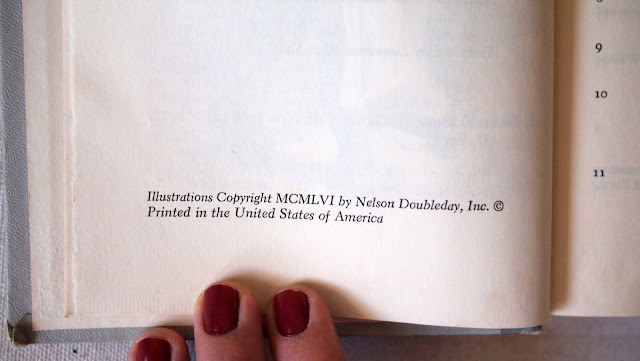 Illustrations Copyright MCMLVI by Nelson Doubleday, Inc. ©
Printed in the United States of America
9
10
11